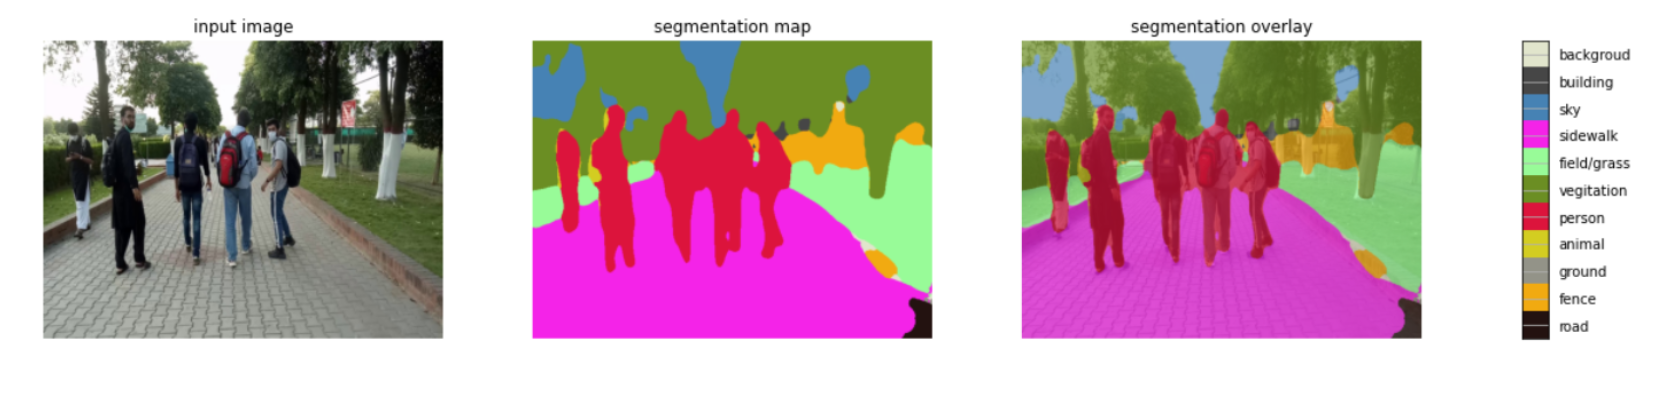 input image
segmentation map
segmentation overlay
backgroud
building
sky
sidewalk
field/grass
vegitation
person
animal
ground
fence
road